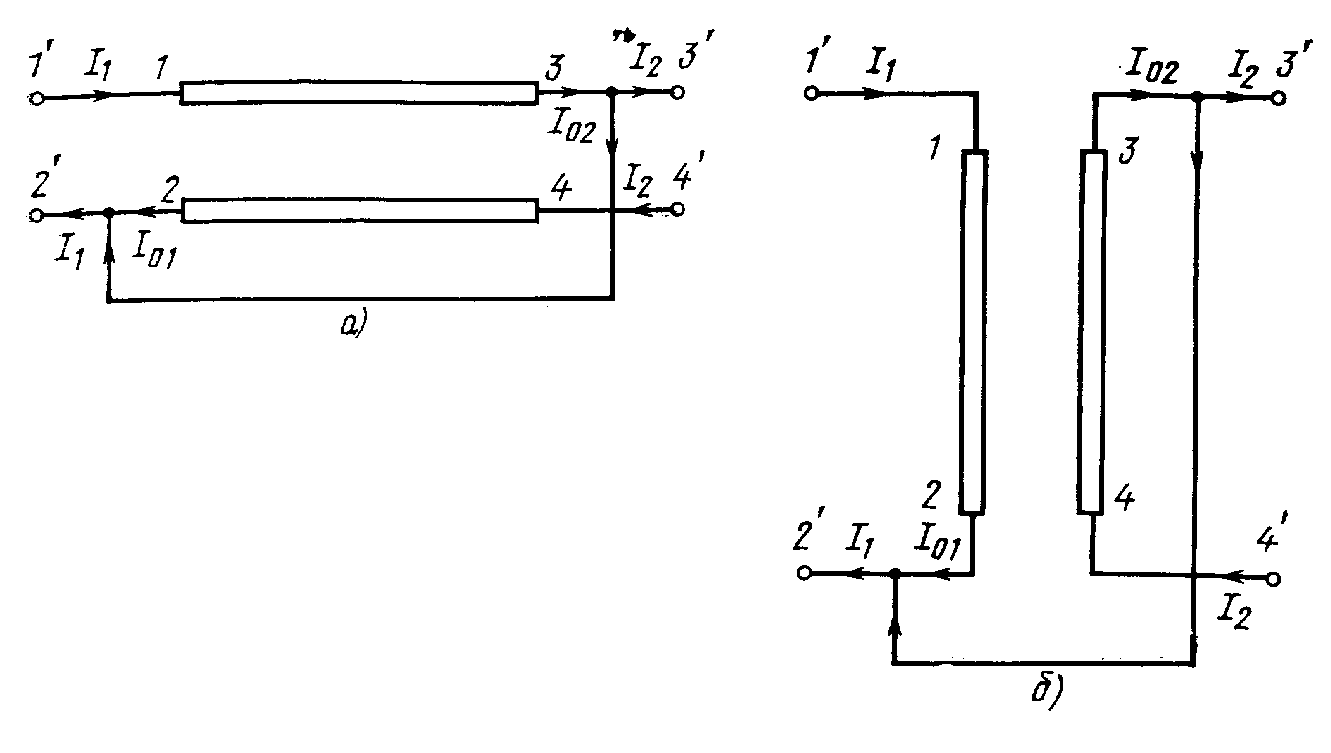 1' I1 1 3 I2 3'
I02
2' 2 4 I2 4'
I1 I01
а)
1' I1 I02 I2 3'
1 3
2 4
2' I1 I01 4'
I2
б)